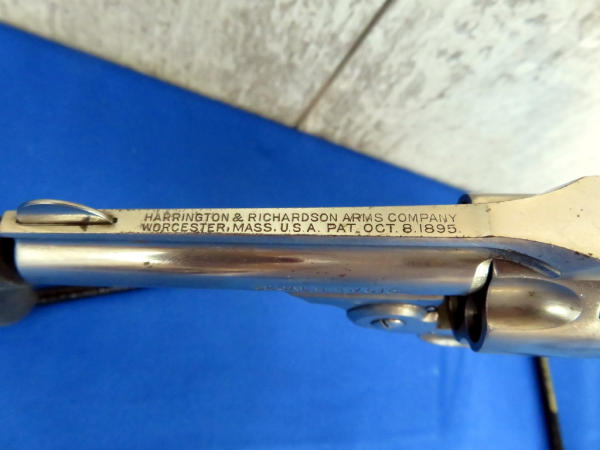 HARRINGTON & RICHARDSON ARMS COMPANY
WORCESTER, MASS. U.S.A. PAT. OCT. 8.1895.